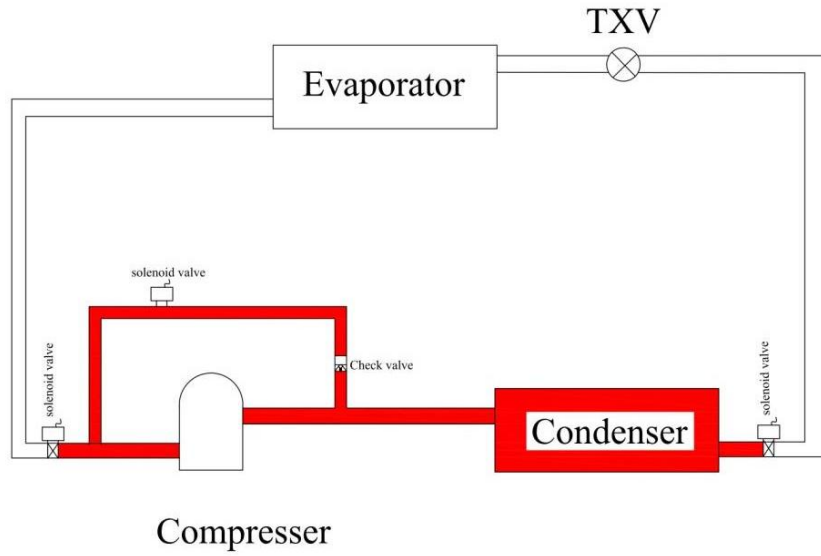 TXV
Evaporator
solenoid valve
solenoid valve
Check valve
solenoid valve
Condenser
Compresser